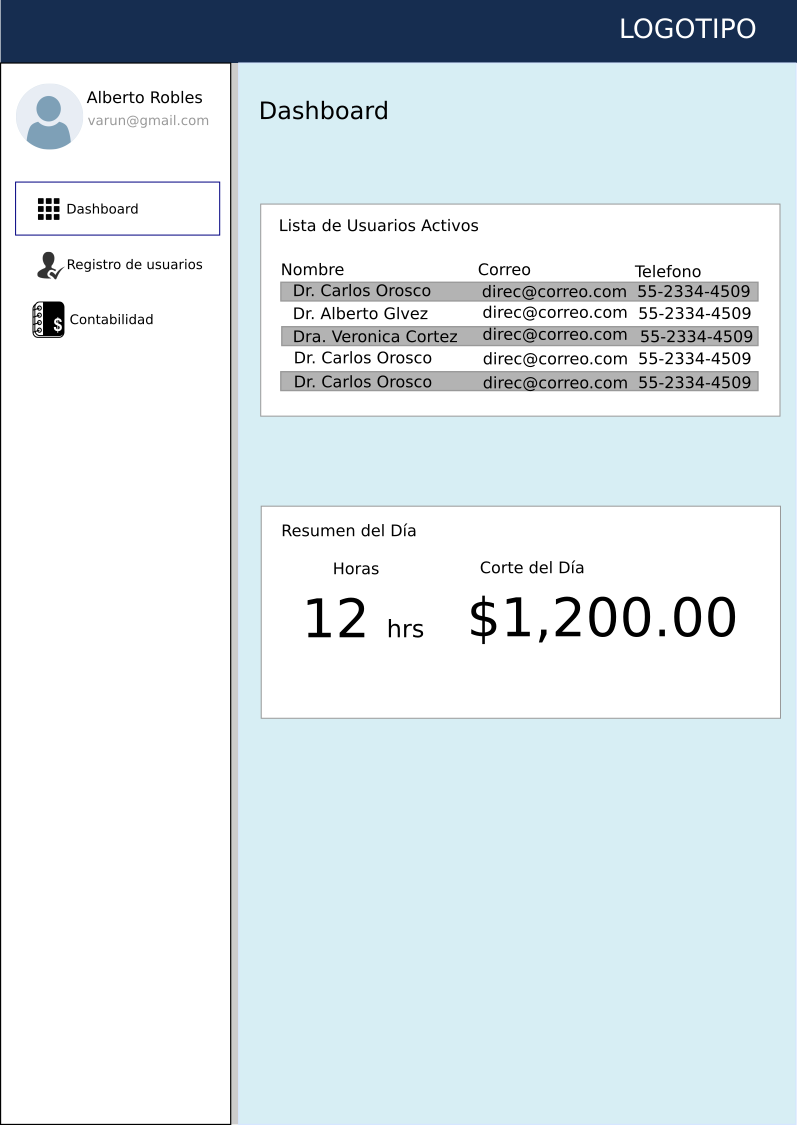 LOGOTIPO
Alberto Robles
varun@gmail.com
Dashboard
Registro de usuarios
Contabilidad
Dashboard
Lista de Usuarios Activos
Nombre Correo Telefono
Dr. Carlos Orosco direc@correo.com 55-2334-4509
Dr. Alberto Glvez direc@correo.com 55-2334-4509
Dra. Veronica Cortez direc@correo.com 55-2334-4509
Dr. Carlos Orosco direc@correo.com 55-2334-4509
Dr. Carlos Orosco direc@correo.com 55-2334-4509
Resumen del Día
Horas Corte del Día
12 hrs $1,200.00